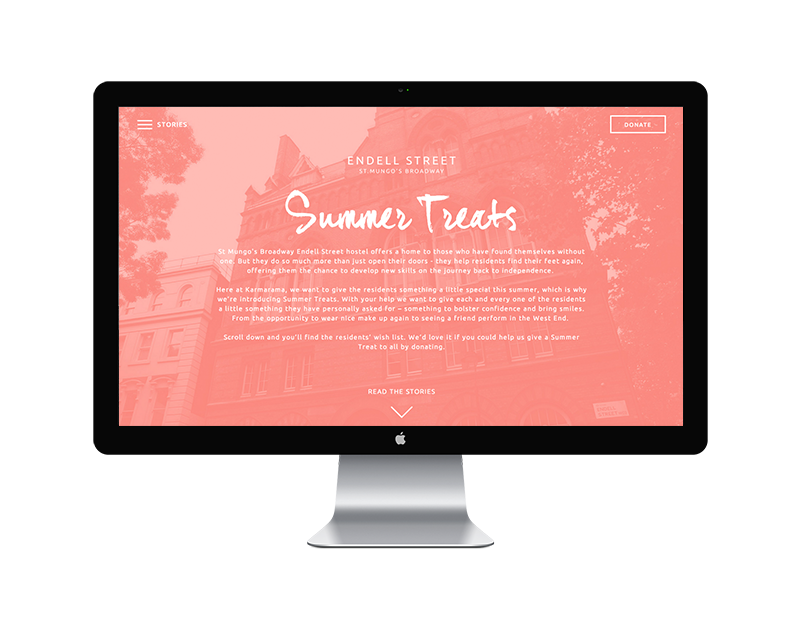 STORIES
DONATE
ENDELL STREET
ST MUNGO'S BROADWAY
Summer Treats
St Mungo's Broadway Endell Street hostel offers a home to those who have found themselves without
one. But they do so much more than just open their doors - they help residents find their feet again,
offering them the chance to develop new skills on the journey back to independence.
Here at Karmarama, we want to give the residents something a little special this summer, which is why
we're introducing Summer Treats. With your help we want to give each and every one of the residents
a little something they have personally asked for – something to bolster confidence and bring smiles.
From the opportunity to wear nice make up again to seeing a friend perform in the West End.
Scroll down and you'll find the residents' wish list. We'd love it if you could help us give a Summer
Treat to all by donating.
READ THE STORIES
ENDELL
STREET